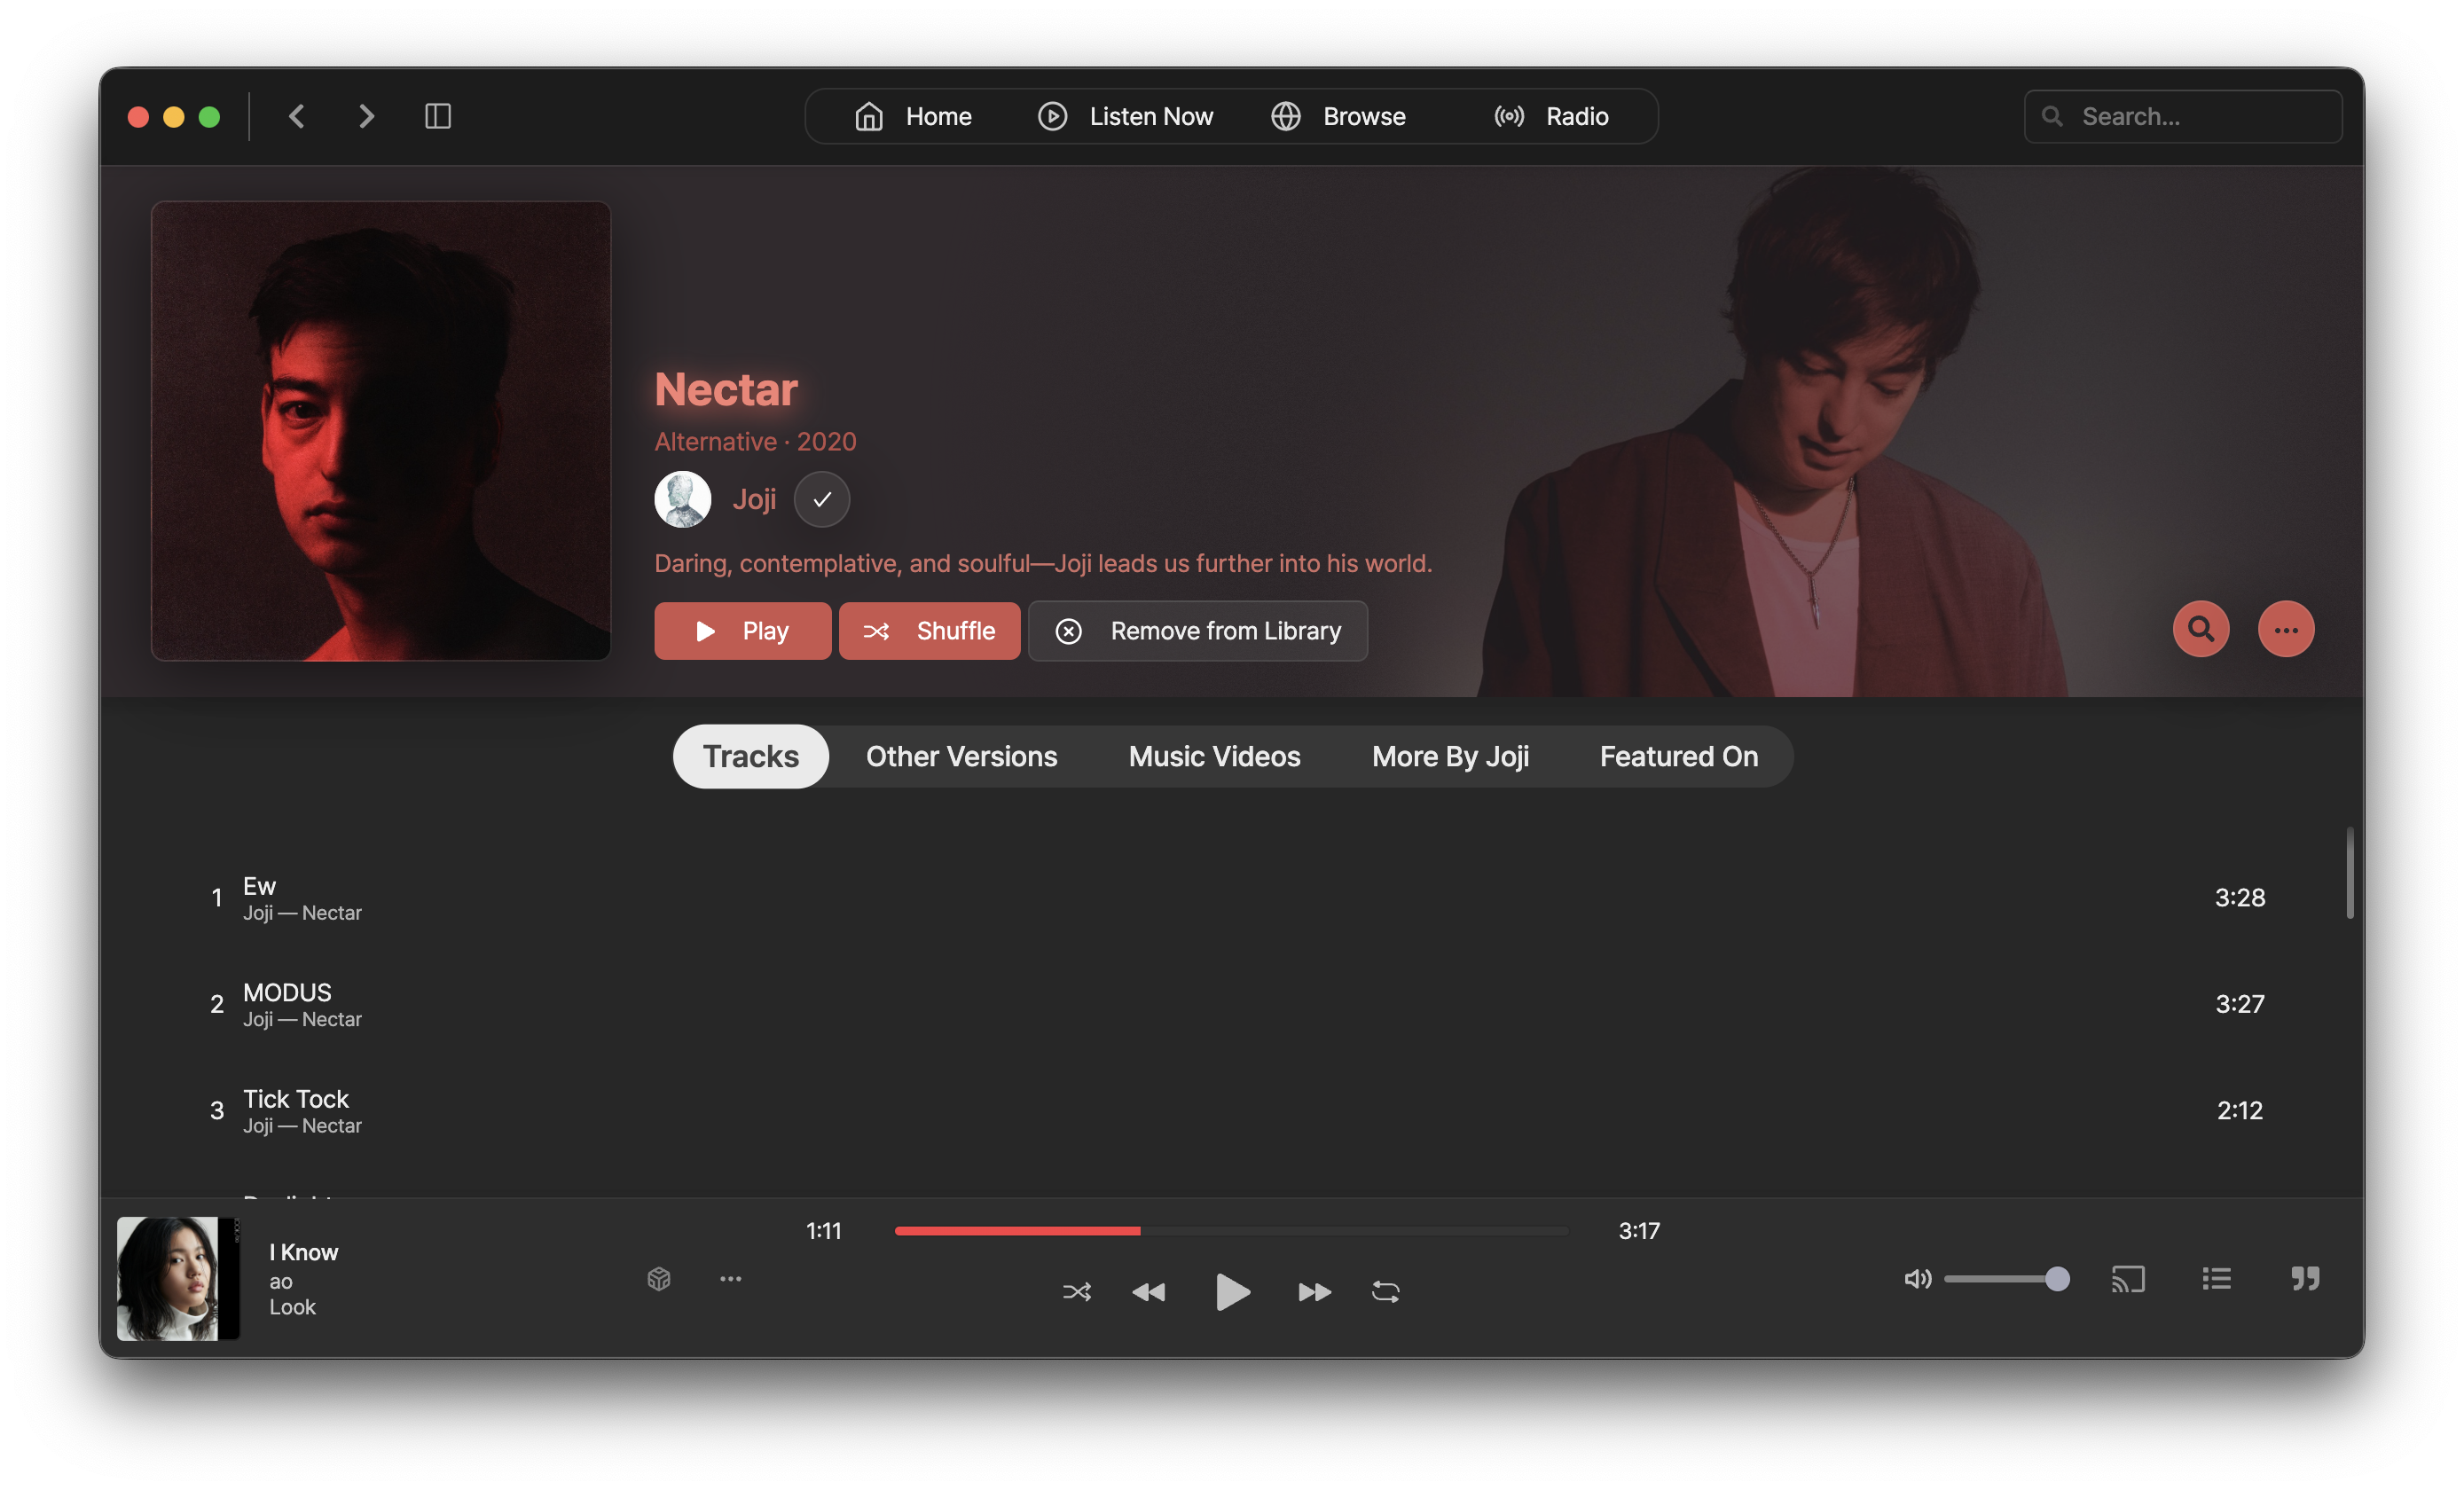 Home
Listen Now
Browse
Radio
Search...
Nectar
Alternative · 2020
Joji
Daring, contemplative, and soulful—Joji leads us further into his world.
Play
Shuffle
Remove from Library
Tracks
Other Versions
Music Videos
More By Joji
Featured On
1
Ew
Joji — Nectar
3:28
2
MODUS
Joji — Nectar
3:27
3
Tick Tock
Joji — Nectar
2:12
I Know
ao
Look
1:11
3:17